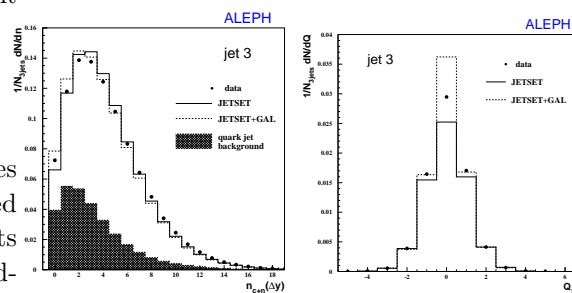 ALEPH
jet 3
data
JETSET
JETSET+GAL
quark jet
background
1/N3jets dN/dn
0.16
0.14
0.12
0.1
0.08
0.06
0.04
0.02
0
0 2 4 6 8 10 12 14 16 18
nc+n(Δy)
ALEPH
jet 3
data
JETSET
JETSET+GAL
1/N3jets dN/dQ
0.04
0.035
0.03
0.025
0.02
0.015
0.01
0.005
0
-4 -2 0 2 4 6
es
ed
ts
d-